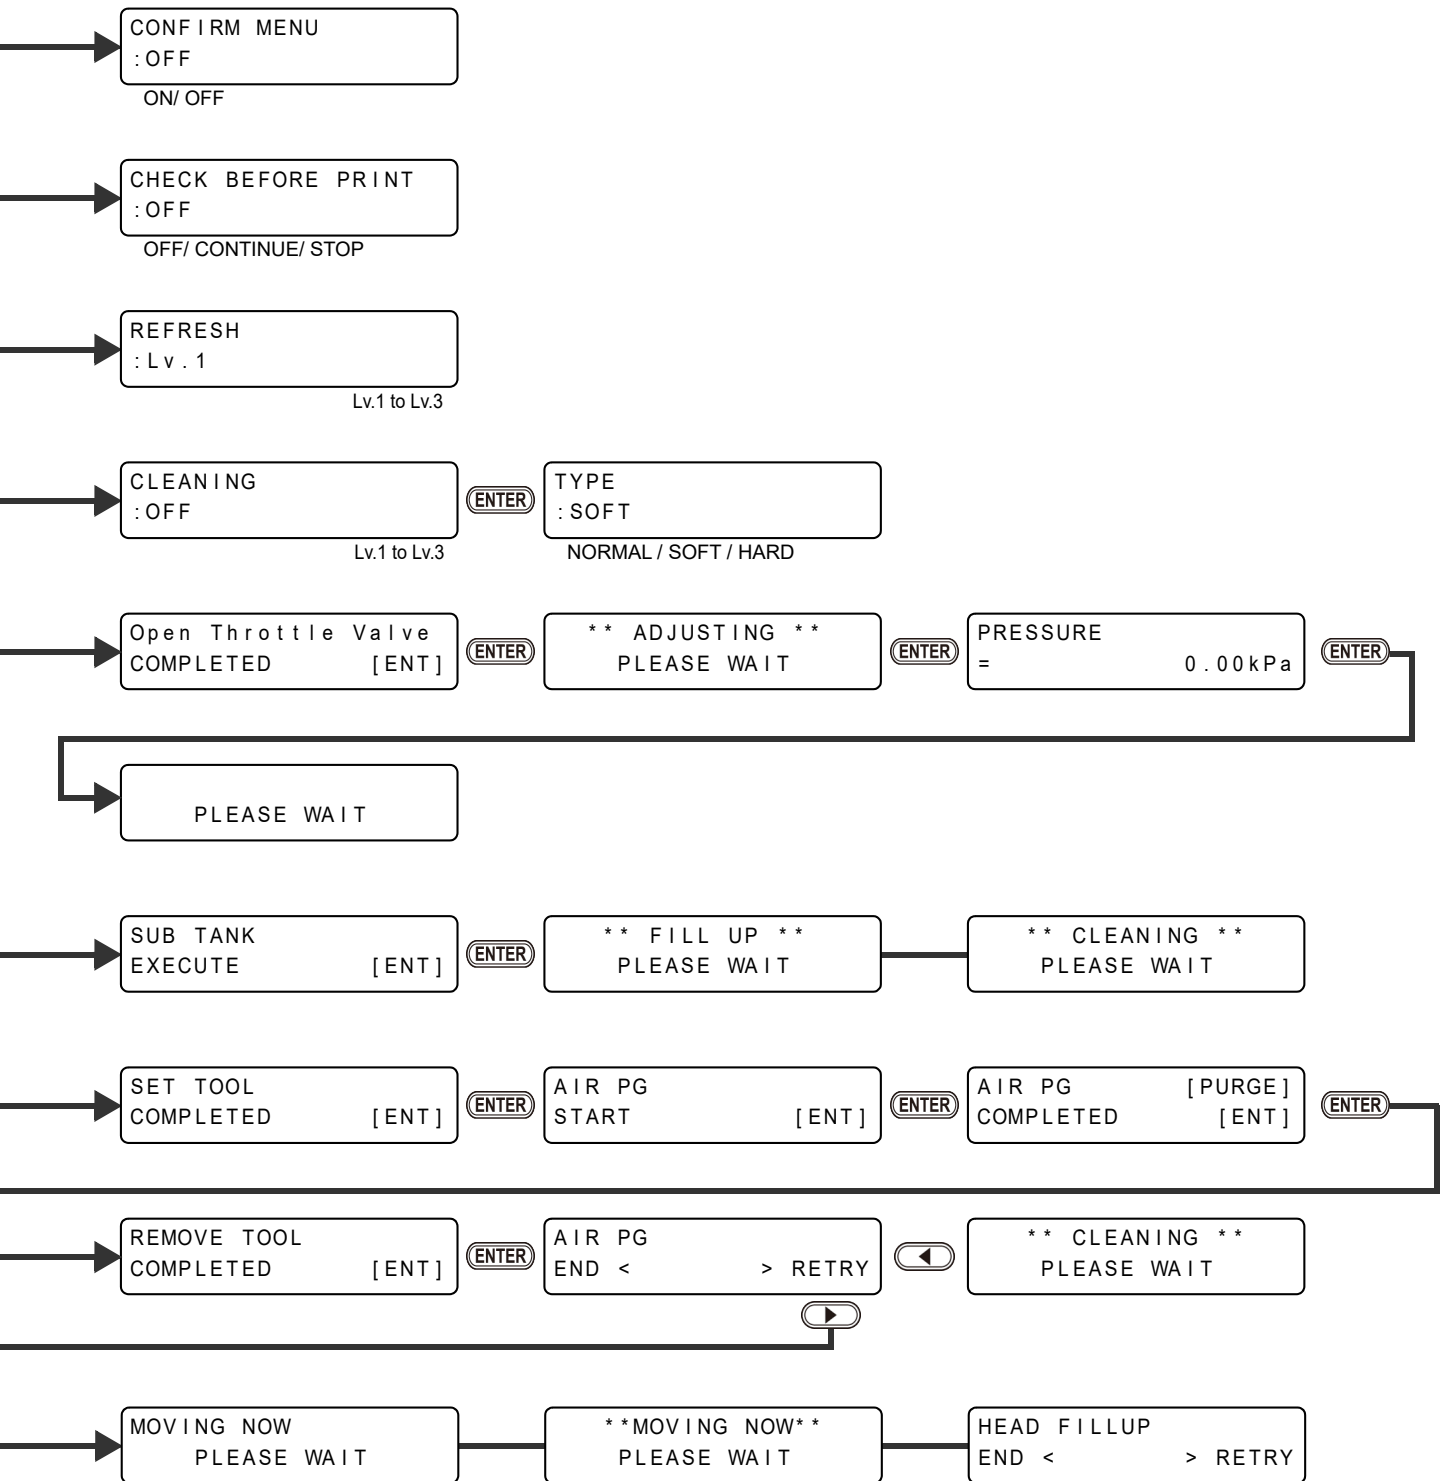 CONFIRM MENU
:OFF
ON/ OFF
CHECK BEFORE PRINT
:OFF
OFF/ CONTINUE/ STOP
REFRESH
:Lv.1
Lv.1 to Lv.3
CLEANING
:OFF
Lv.1 to Lv.3
ENTER
TYPE
:SOFT
NORMAL / SOFT / HARD
Open Throttle Valve
COMPLETED [ENT]
ENTER
** ADJUSTING **
PLEASE WAIT
ENTER
PRESSURE
= 0.00kPa
ENTER
PLEASE WAIT
SUB TANK
EXECUTE [ENT]
ENTER
** FILL UP **
PLEASE WAIT
** CLEANING **
PLEASE WAIT
SET TOOL
COMPLETED [ENT]
ENTER
AIR PG
START [ENT]
ENTER
AIR PG [PURGE]
COMPLETED [ENT]
ENTER
REMOVE TOOL
COMPLETED [ENT]
ENTER
AIR PG
END < > RETRY
** CLEANING **
PLEASE WAIT
MOVING NOW
PLEASE WAIT
**MOVING NOW**
PLEASE WAIT
HEAD FILLUP
END < > RETRY